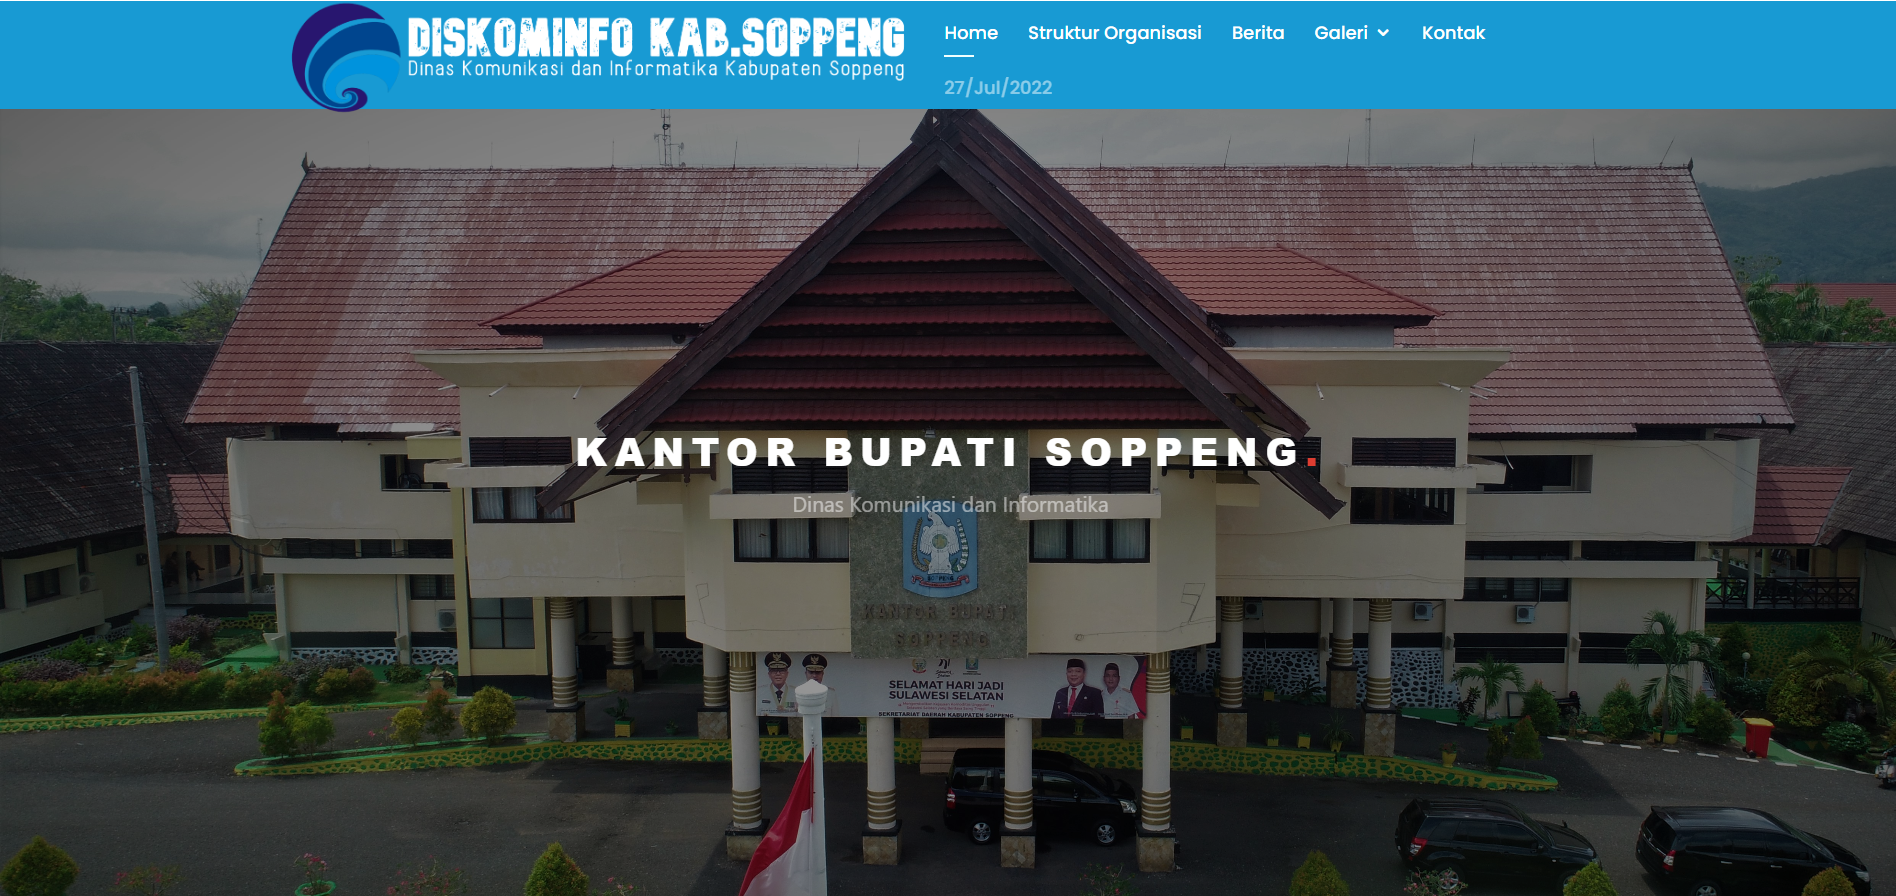 DISKOMINFO KAB.SOPPENG
Dinas Komunikasi dan Informatika Kabupaten Soppeng
Home Struktur Organisasi Berita Galeri Kontak
27/Jul/2022
KANTOR BUPATI SOPPENG.
Dinas Komunikasi dan Informatika
SOPPENG
KANTOR BUPATI
SOPPENG
SELAMAT HARI JADI
SULAWESI SELATAN
SEKRETARIAT DAERAH KABUPATEN SOPPENG